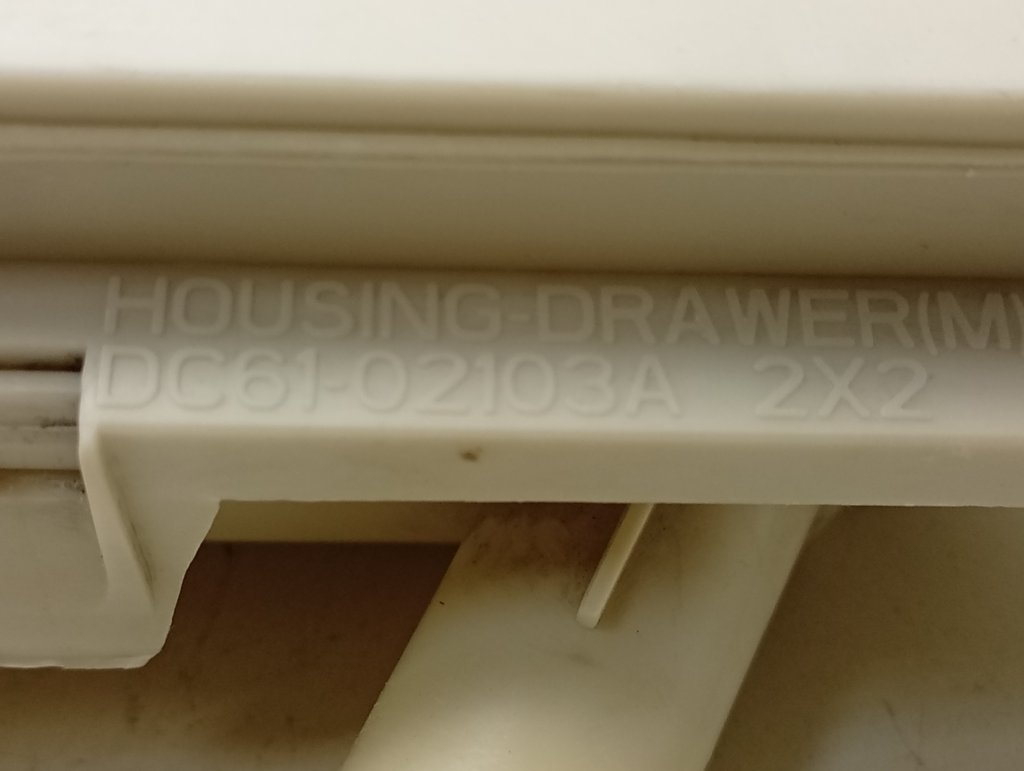 HOUSING-DRAWER(M)
DC61-02103A 2X2